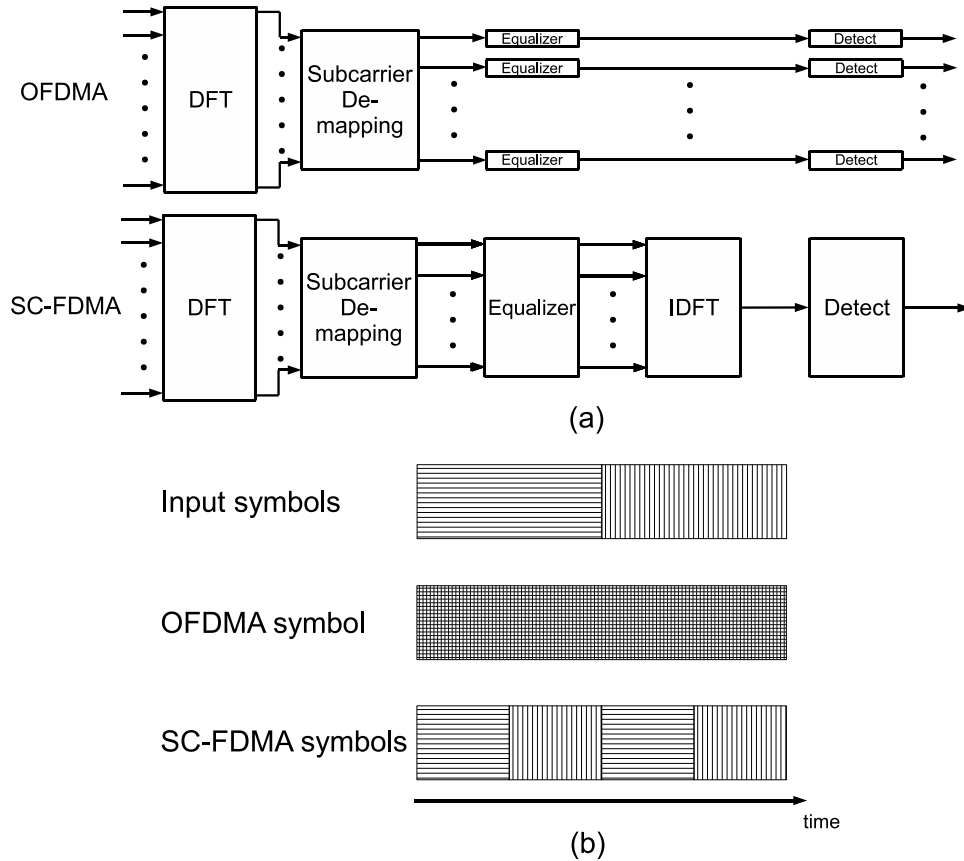 OFDMA
DFT
Subcarrier
De-
mapping
Equalizer
Detect
Equalizer
Detect
Equalizer
Detect
SC-FDMA
DFT
Subcarrier
De-
mapping
Equalizer
IDFT
Detect
(a)
Input symbols
OFDMA symbol
SC-FDMA symbols
time
(b)